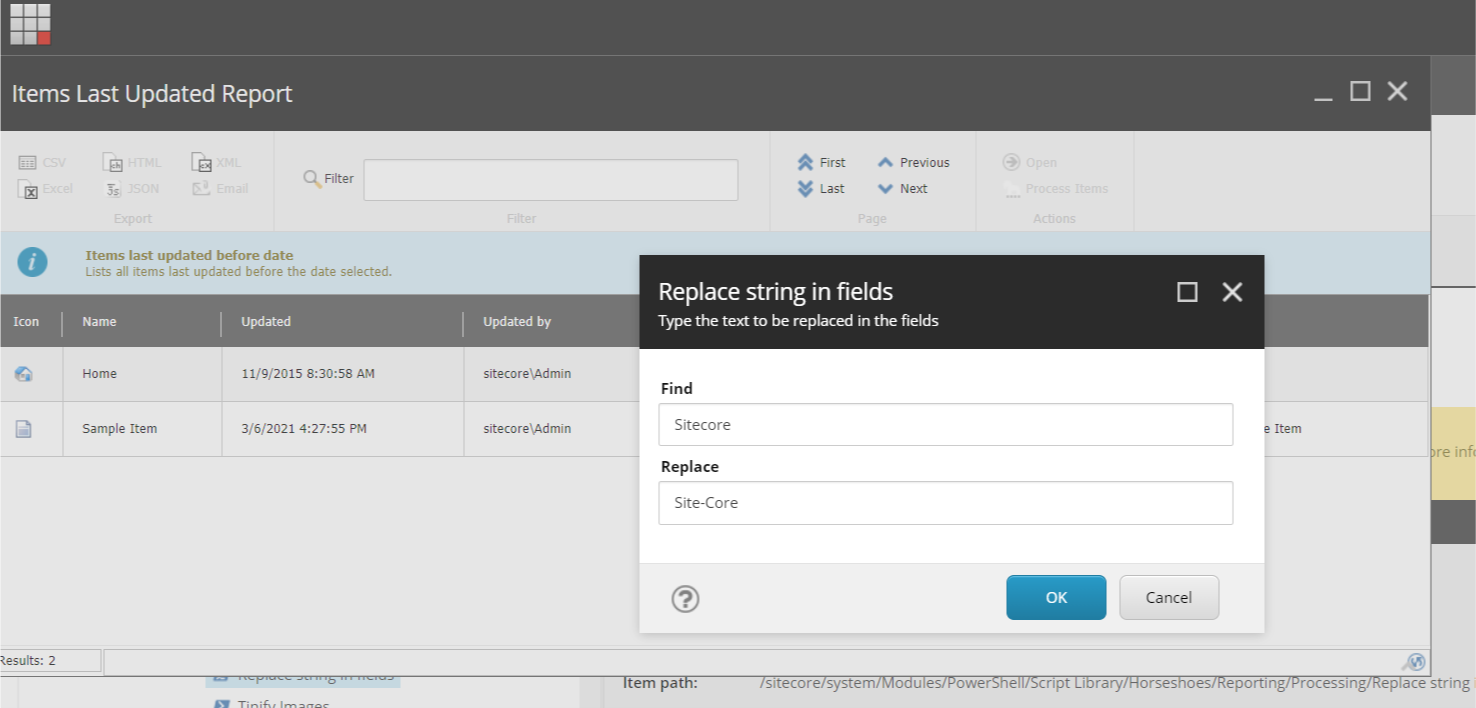 Items Last Updated Report
CSV HTML XML
Excel JSON Email
Export
Filter
Filter
First Previous
Last Next
Page
Open
Process Items
Actions
Items last updated before date
Lists all items last updated before the date selected.
Icon Name Updated Updated by
Home 11/9/2015 8:30:58 AM sitecore\Admin
Sample Item 3/6/2021 4:27:55 PM sitecore\Admin
Item
Replace string in fields
Type the text to be replaced in the fields
Find
Sitecore
Replace
Site-Core
OK Cancel
Results: 2
Replace string in fields
Tinify Images
Item path: /sitecore/system/Modules/PowerShell/Script Library/Horseshoes/Reporting/Processing/Replace string